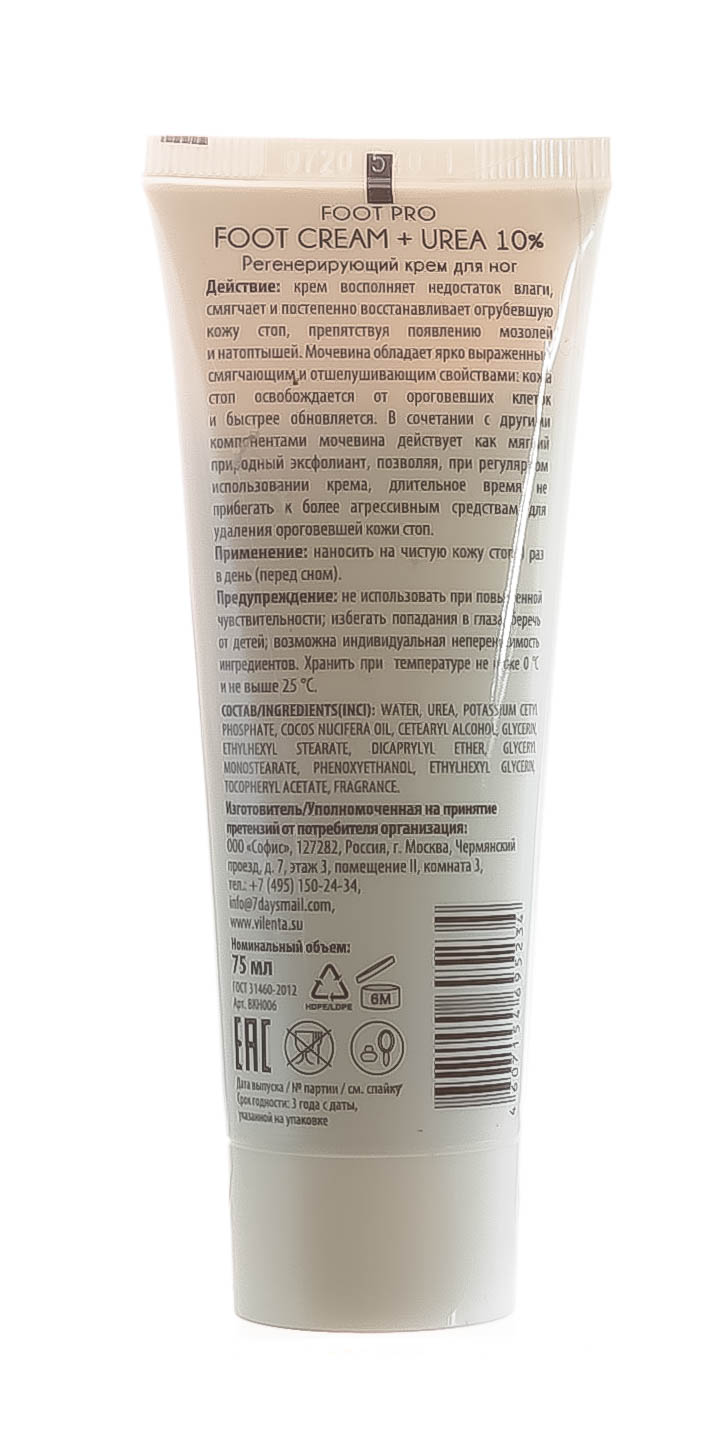 FOOT PRO
FOOT CREAM + UREA 10%
Регенерирующий крем для ног
Действие: крем восполняет недостаток влаги,
смягчает и постепенно восстанавливает огрубевшую
кожу стоп, препятствуя появлению мозолей
и натоптышей. Мочевина обладает ярко выраженным
смягчающим и отшелушивающим свойствами: кожа
стоп освобождается от ороговевших клеток
и быстрее обновляется. В сочетании с другими
компонентами мочевина действует как мягкий
природный эксфолиант, позволяя, при регулярном
использовании крема, длительное время не
прибегать к более агрессивным средствам для
удаления ороговевшей кожи стоп.
Применение: наносить на чистую кожу стоп 1 раз
в день (перед сном).
Предупреждение: не использовать при повышенной
чувствительности; избегать попадания в глаза; беречь
от детей; возможна индивидуальная непереносимость
ингредиентов. Хранить при температуре не ниже 0 °C
и не выше 25 °C.
СОСТАВ/INGREDIENTS(INCI): WATER, UREA, POTASSIUM CETYL
PHOSPHATE, COCOS NUCIFERA OIL, CETEARYL ALCOHOL, GLYCERIN,
ETHYLHEXYL STEARATE, DICAPRYLYL ETHER, GLYCERYL
MONOSTEARATE, PHENOXYETHANOL, ETHYLHEXYL GLYCERIN,
TOCOPHERYL ACETATE, FRAGRANCE.
Изготовитель/Уполномоченная на принятие
претензий от потребителя организация:
ООО «Софис», 127282, Россия, г. Москва, Чермянский
проезд, д. 7, этаж 3, помещение II, комната 3,
тел.: +7 (495) 150-24-34,
info@7daysmail.com,
www.vilenta.su
Номинальный объем:
75 мл
ГОСТ 31460-2012
Арт. ВКН006
HDPE/LDPE
6M
EAC
Дата выпуска / № партии / см. спайку
Срок годности: 3 года с даты,
указанной на упаковке
4 607154 695234